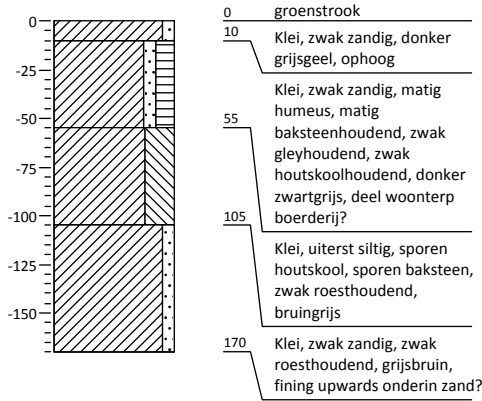 0
-25
-50
-75
-100
-125
-150
0
groenstrook
10
Klei, zwak zandig, donker
grijsgeel, ophoog
55
Klei, zwak zandig, matig
humeus, matig
baksteenhoudend, zwak
gleyhoudend, zwak
houtskoolhoudend, donker
zwartgrijs, deel woonterp
boerderij?
105
Klei, uiterst siltig, sporen
houtskool, sporen baksteen,
zwak roesthoudend,
bruingrijs
170
Klei, zwak zandig, zwak
roesthoudend, grijsbruin,
fining upwards onderin zand?